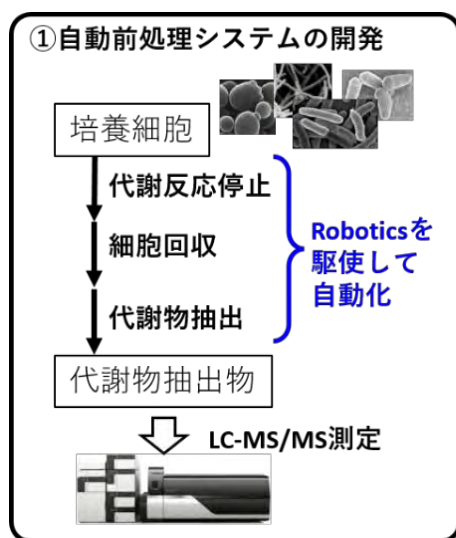 ①自動前処理システムの開発
培養細胞
代謝反応停止
細胞回収
代謝物抽出
Roboticsを
駆使して
自動化
代謝物抽出物
LC-MS/MS測定